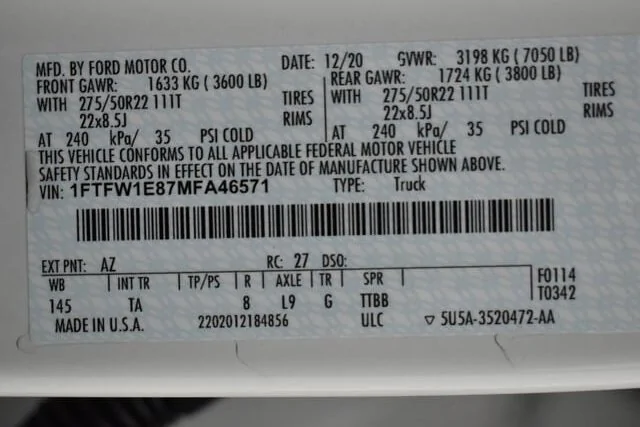 MFD. BY FORD MOTOR CO. DATE: 12/20 GVWR: 3198 KG ( 7050 LB)
FRONT GAWR: 1633 KG ( 3600 LB) REAR GAWR: 1724 KG ( 3800 LB)
WITH 275/50R22 111T TIRES WITH 275/50R22 111T TIRES
22x8.5J RIMS 22x8.5J RIMS
AT 240 kPa/ 35 PSI COLD AT 240 kPa/ 35 PSI COLD
THIS VEHICLE CONFORMS TO ALL APPLICABLE FEDERAL MOTOR VEHICLE
SAFETY STANDARDS IN EFFECT ON THE DATE OF MANUFACTURE SHOWN ABOVE.
VIN: 1FTFW1E87MFA46571 TYPE: Truck
EXT PNT: AZ RC: 27 DSO:
WB INT TR TP/PS R AXLE TR SPR F0114
145 TA 8 L9 G TTBB T0342
MADE IN U.S.A. 2202012184856 ULC ▽ 5U5A-3520472-AA